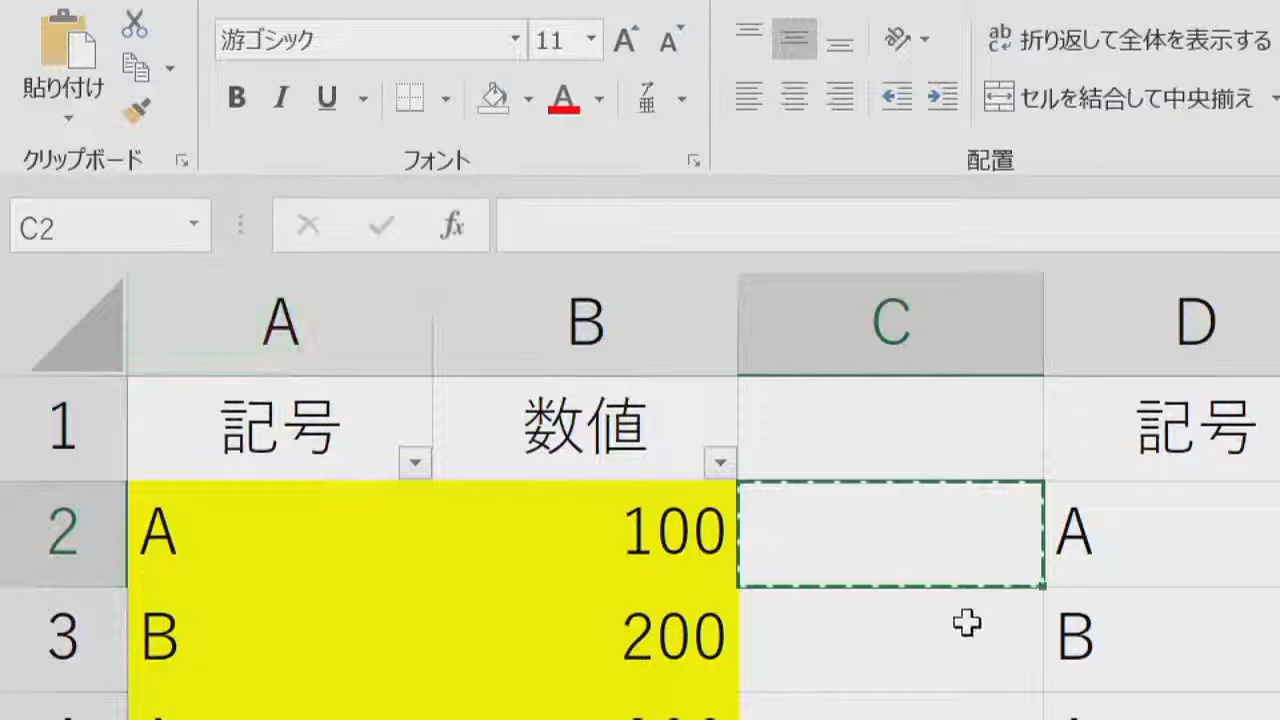 游ゴシック 11 ab 折り返して全体を表示する
貼り付け B I U A ア亜 セルを結合して中央揃え
クリップボード フォント 配置
C2 fx
A B C D
1 記号 数値 記号
2 A 100 A
3 B 200 B